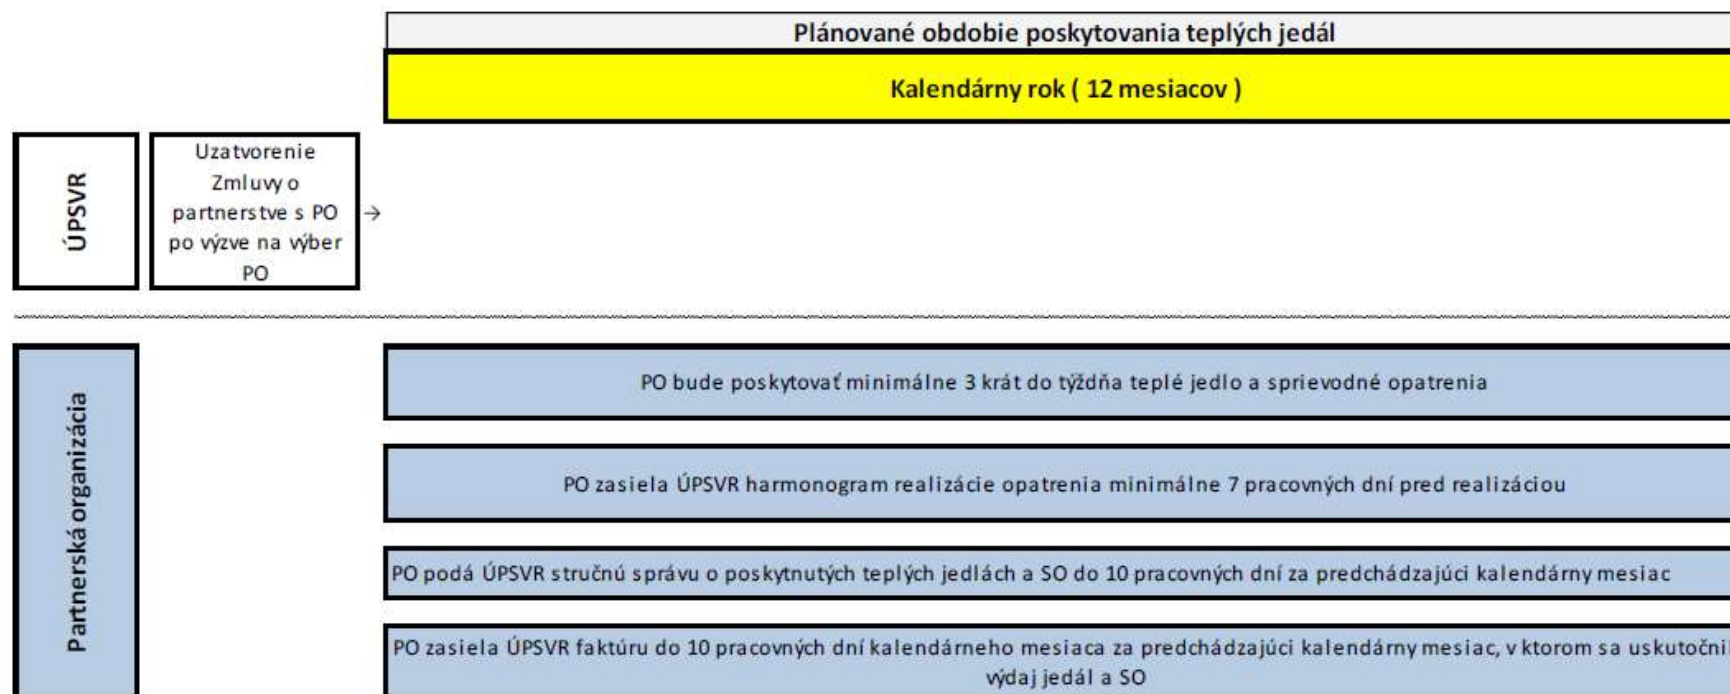 Plánované obdobie poskytovania teplých jedál
Kalendárny rok ( 12 mesiacov )
ÚPSVR
Uzatvorenie
Zmluvy o
partnerstve s PO
po výzve na výber
PO
→
Partnerská organizácia
PO bude poskytovať minimálne 3 krát do týždňa teplé jedlo a sprievodné opatrenia
PO zasiela ÚPSVR harmonogram realizácie opatrenia minimálne 7 pracovných dní pred realizáciou
PO podá ÚPSVR stručnú správu o poskytnutých teplých jedlách a SO do 10 pracovných dní za predchádzajúci kalendárny mesiac
PO zasiela ÚPSVR faktúru do 10 pracovných dní kalendárneho mesiaca za predchádzajúci kalendárny mesiac, v ktorom sa uskutočnil
výdaj jedál a SO